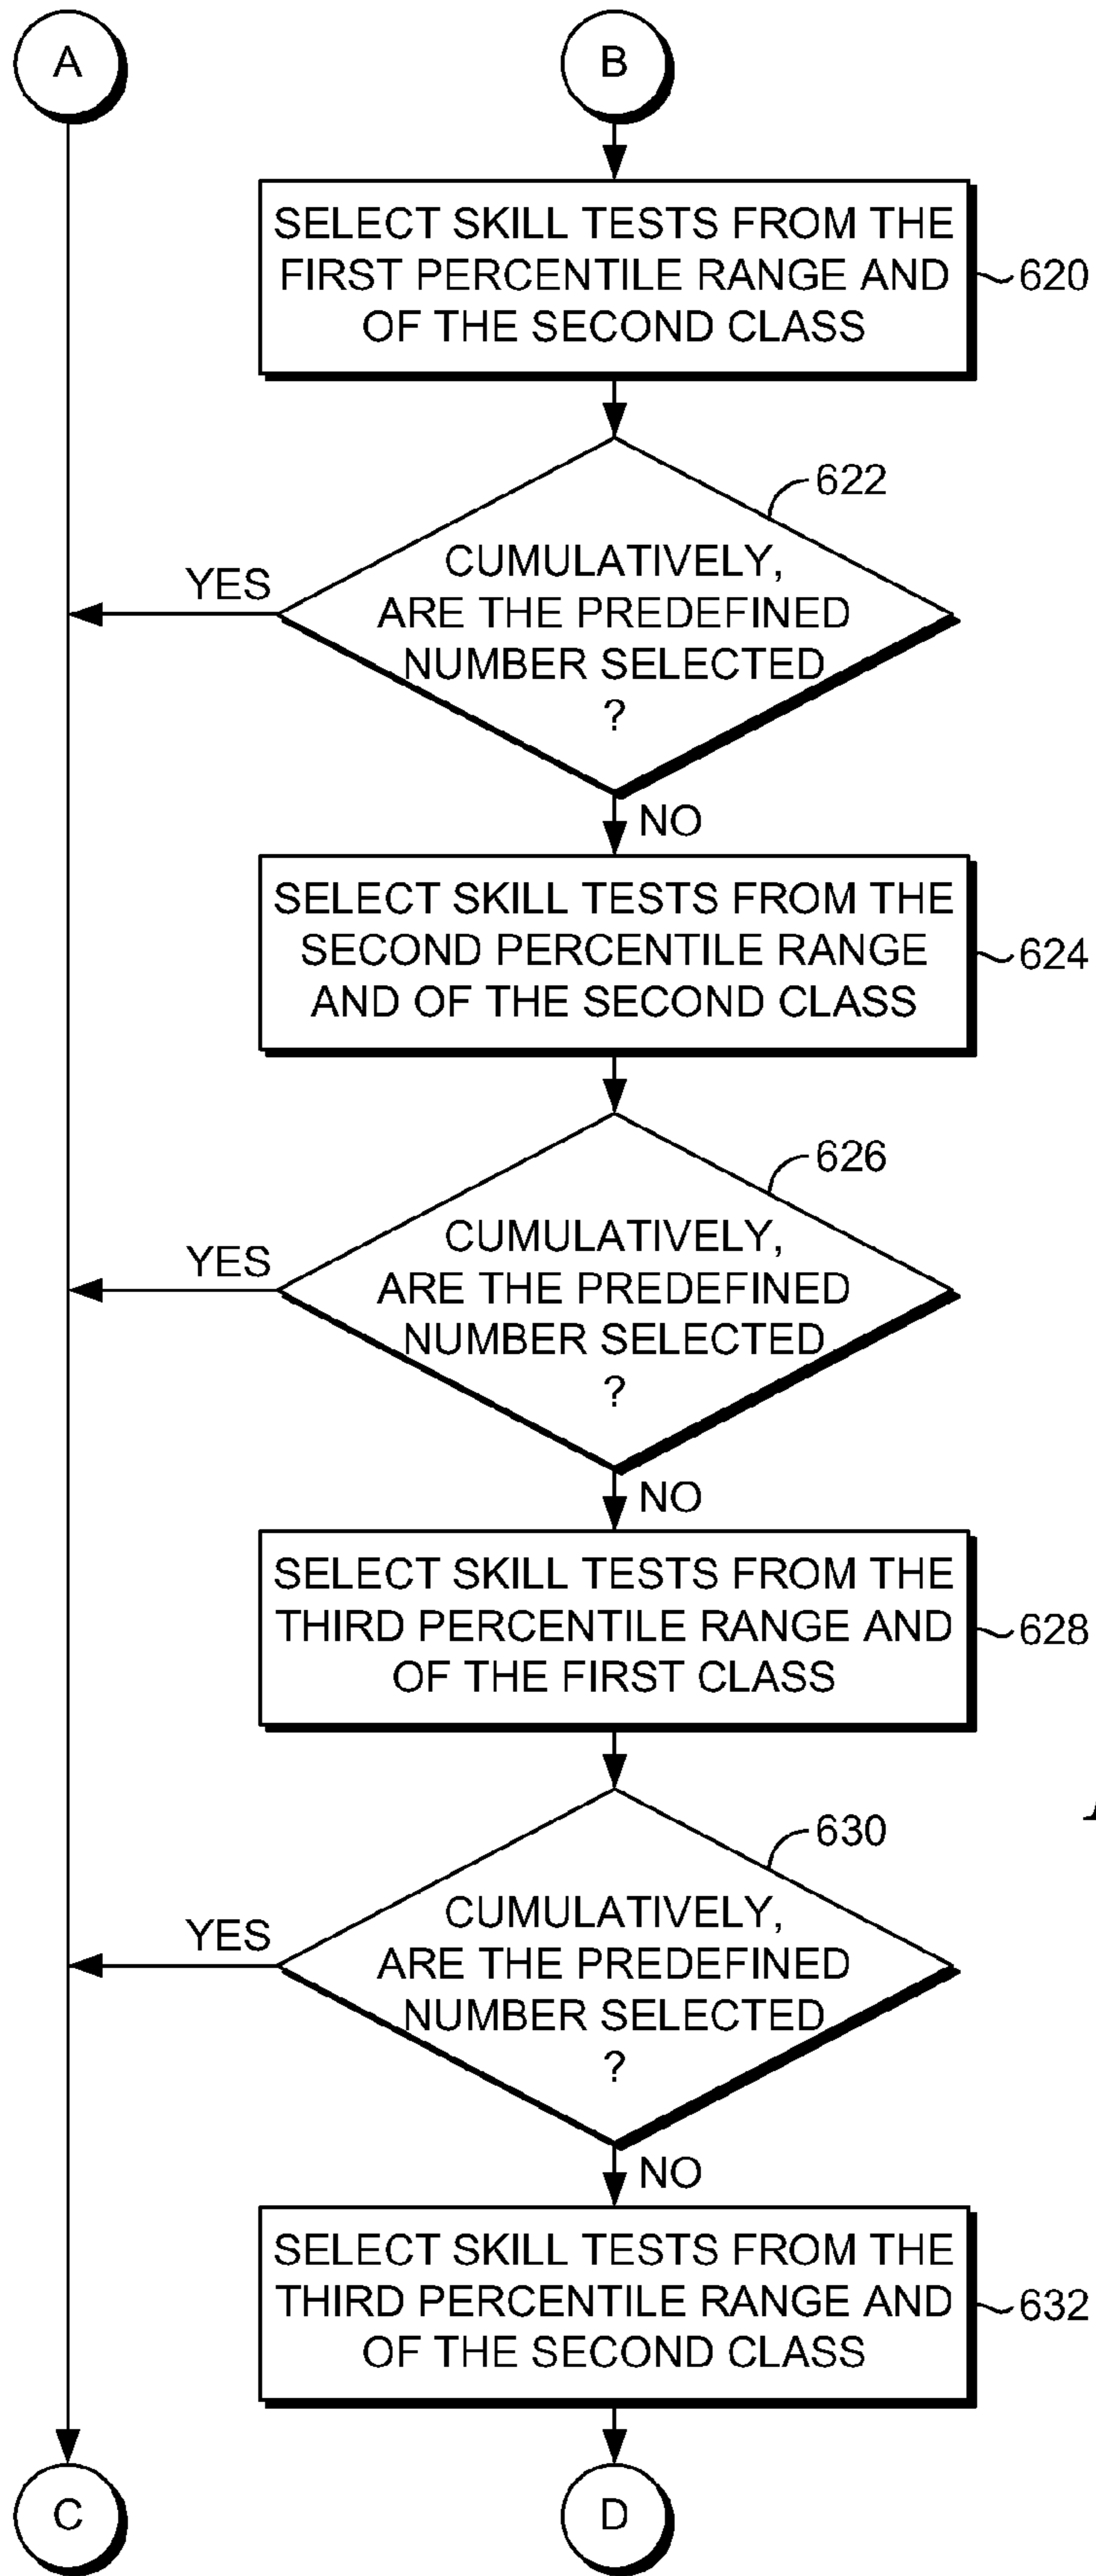 A
B
SELECT SKILL TESTS FROM THE
FIRST PERCENTILE RANGE AND
OF THE SECOND CLASS
620
622
CUMULATIVELY,
ARE THE PREDEFINED
NUMBER SELECTED
?
YES
NO
SELECT SKILL TESTS FROM THE
SECOND PERCENTILE RANGE
AND OF THE SECOND CLASS
624
626
CUMULATIVELY,
ARE THE PREDEFINED
NUMBER SELECTED
?
YES
NO
SELECT SKILL TESTS FROM THE
THIRD PERCENTILE RANGE AND
OF THE FIRST CLASS
628
630
CUMULATIVELY,
ARE THE PREDEFINED
NUMBER SELECTED
?
YES
NO
SELECT SKILL TESTS FROM THE
THIRD PERCENTILE RANGE AND
OF THE SECOND CLASS
632
C
D